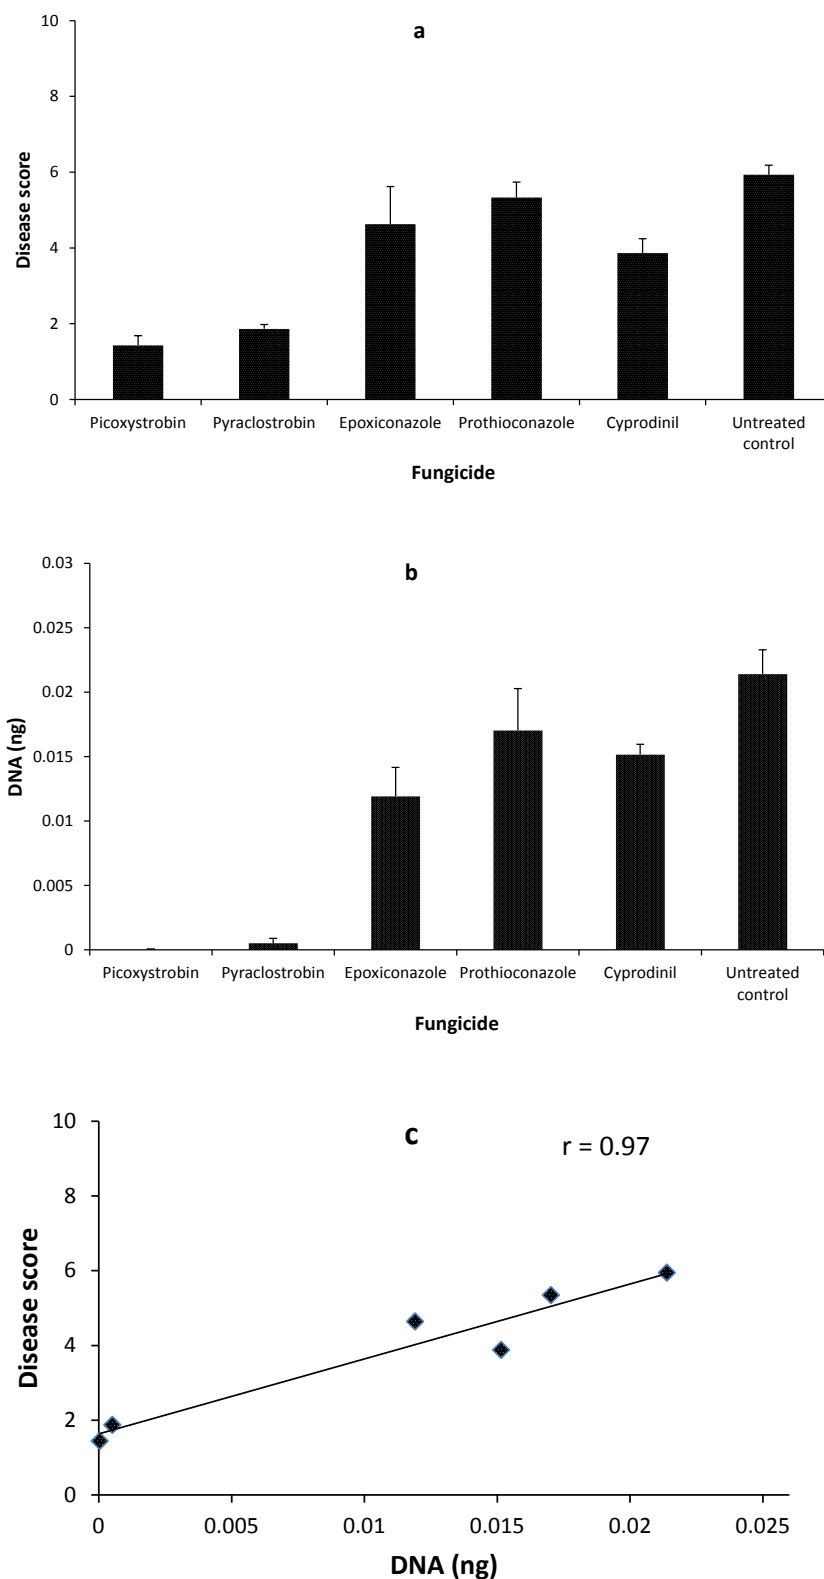 a
10
8
6
4
2
0
Disease score
Picoxystrobin Pyraclostrobin Epoxiconazole Prothioconazole Cyprodinil Untreated
control
Fungicide
b
0.03
0.025
0.02
0.015
0.01
0.005
0
DNA (ng)
Picoxystrobin Pyraclostrobin Epoxiconazole Prothioconazole Cyprodinil Untreated
control
Fungicide
c
r = 0.97
10
8
6
4
2
0
Disease score
0 0.005 0.01 0.015 0.02 0.025
DNA (ng)